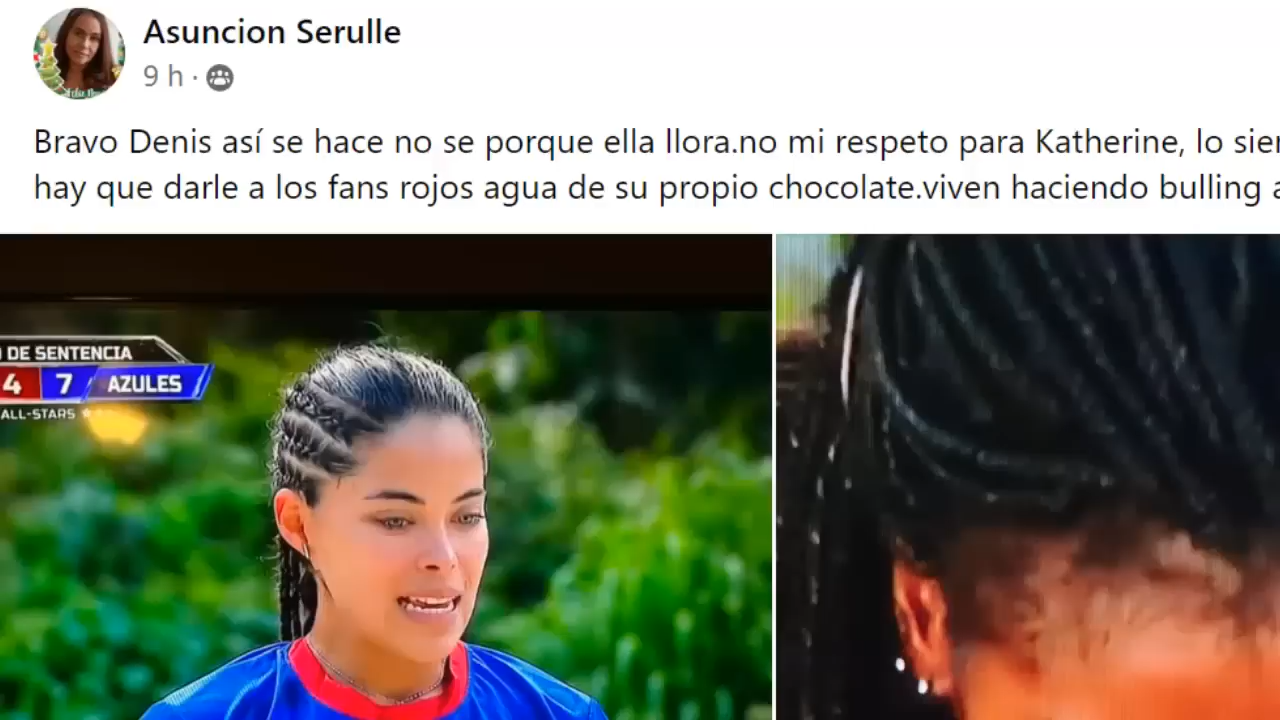 Asuncion Serulle
9 h ·
Bravo Denis así se hace no se porque ella llora.no mi respeto para Katherine, lo
hay que darle a los fans rojos agua de su propio chocolate.viven haciendo bulling
DE SENTENCIA
4 7 AZULES
ALL-STARS